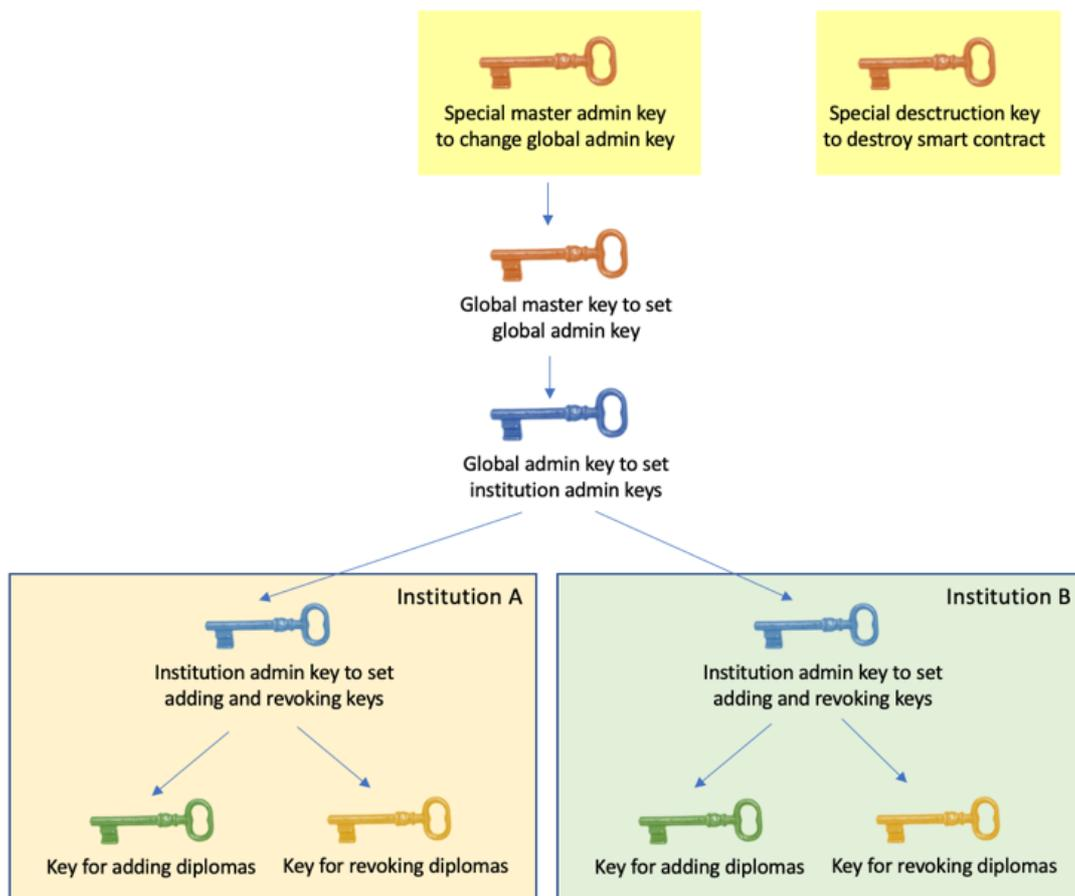 Special master admin key
to change global admin key
Special desctruction key
to destroy smart contract
Global master key to set
global admin key
Global admin key to set
institution admin keys
Institution A
Institution admin key to set
adding and revoking keys
Key for adding diplomas
Key for revoking diplomas
Institution B
Institution admin key to set
adding and revoking keys
Key for adding diplomas
Key for revoking diplomas